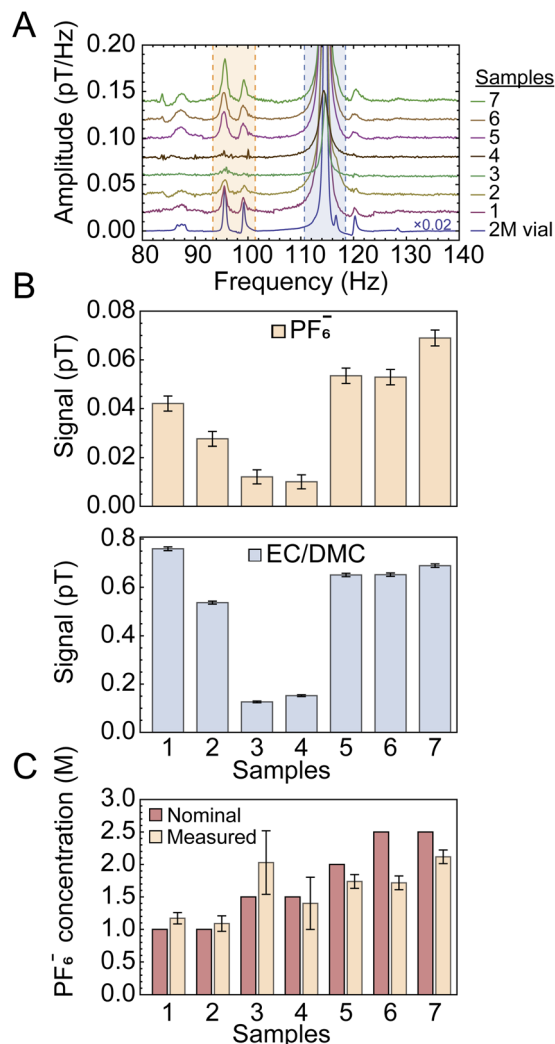 A
Amplitude (pT/Hz)
0.20
0.15
0.10
0.05
0.00
80 90 100 110 120 130 140
Frequency (Hz)
×0.02
Samples
7
6
5
4
3
2
1
2M vial
B
Signal (pT)
0.08
0.06
0.04
0.02
0.00
PF₆⁻
Signal (pT)
0.8
0.6
0.4
0.2
0.0
EC/DMC
1 2 3 4 5 6 7
Samples
C
PF₆⁻ concentration (M)
3.0
2.5
2.0
1.5
1.0
0.5
0.0
Nominal
Measured
1 2 3 4 5 6 7
Samples